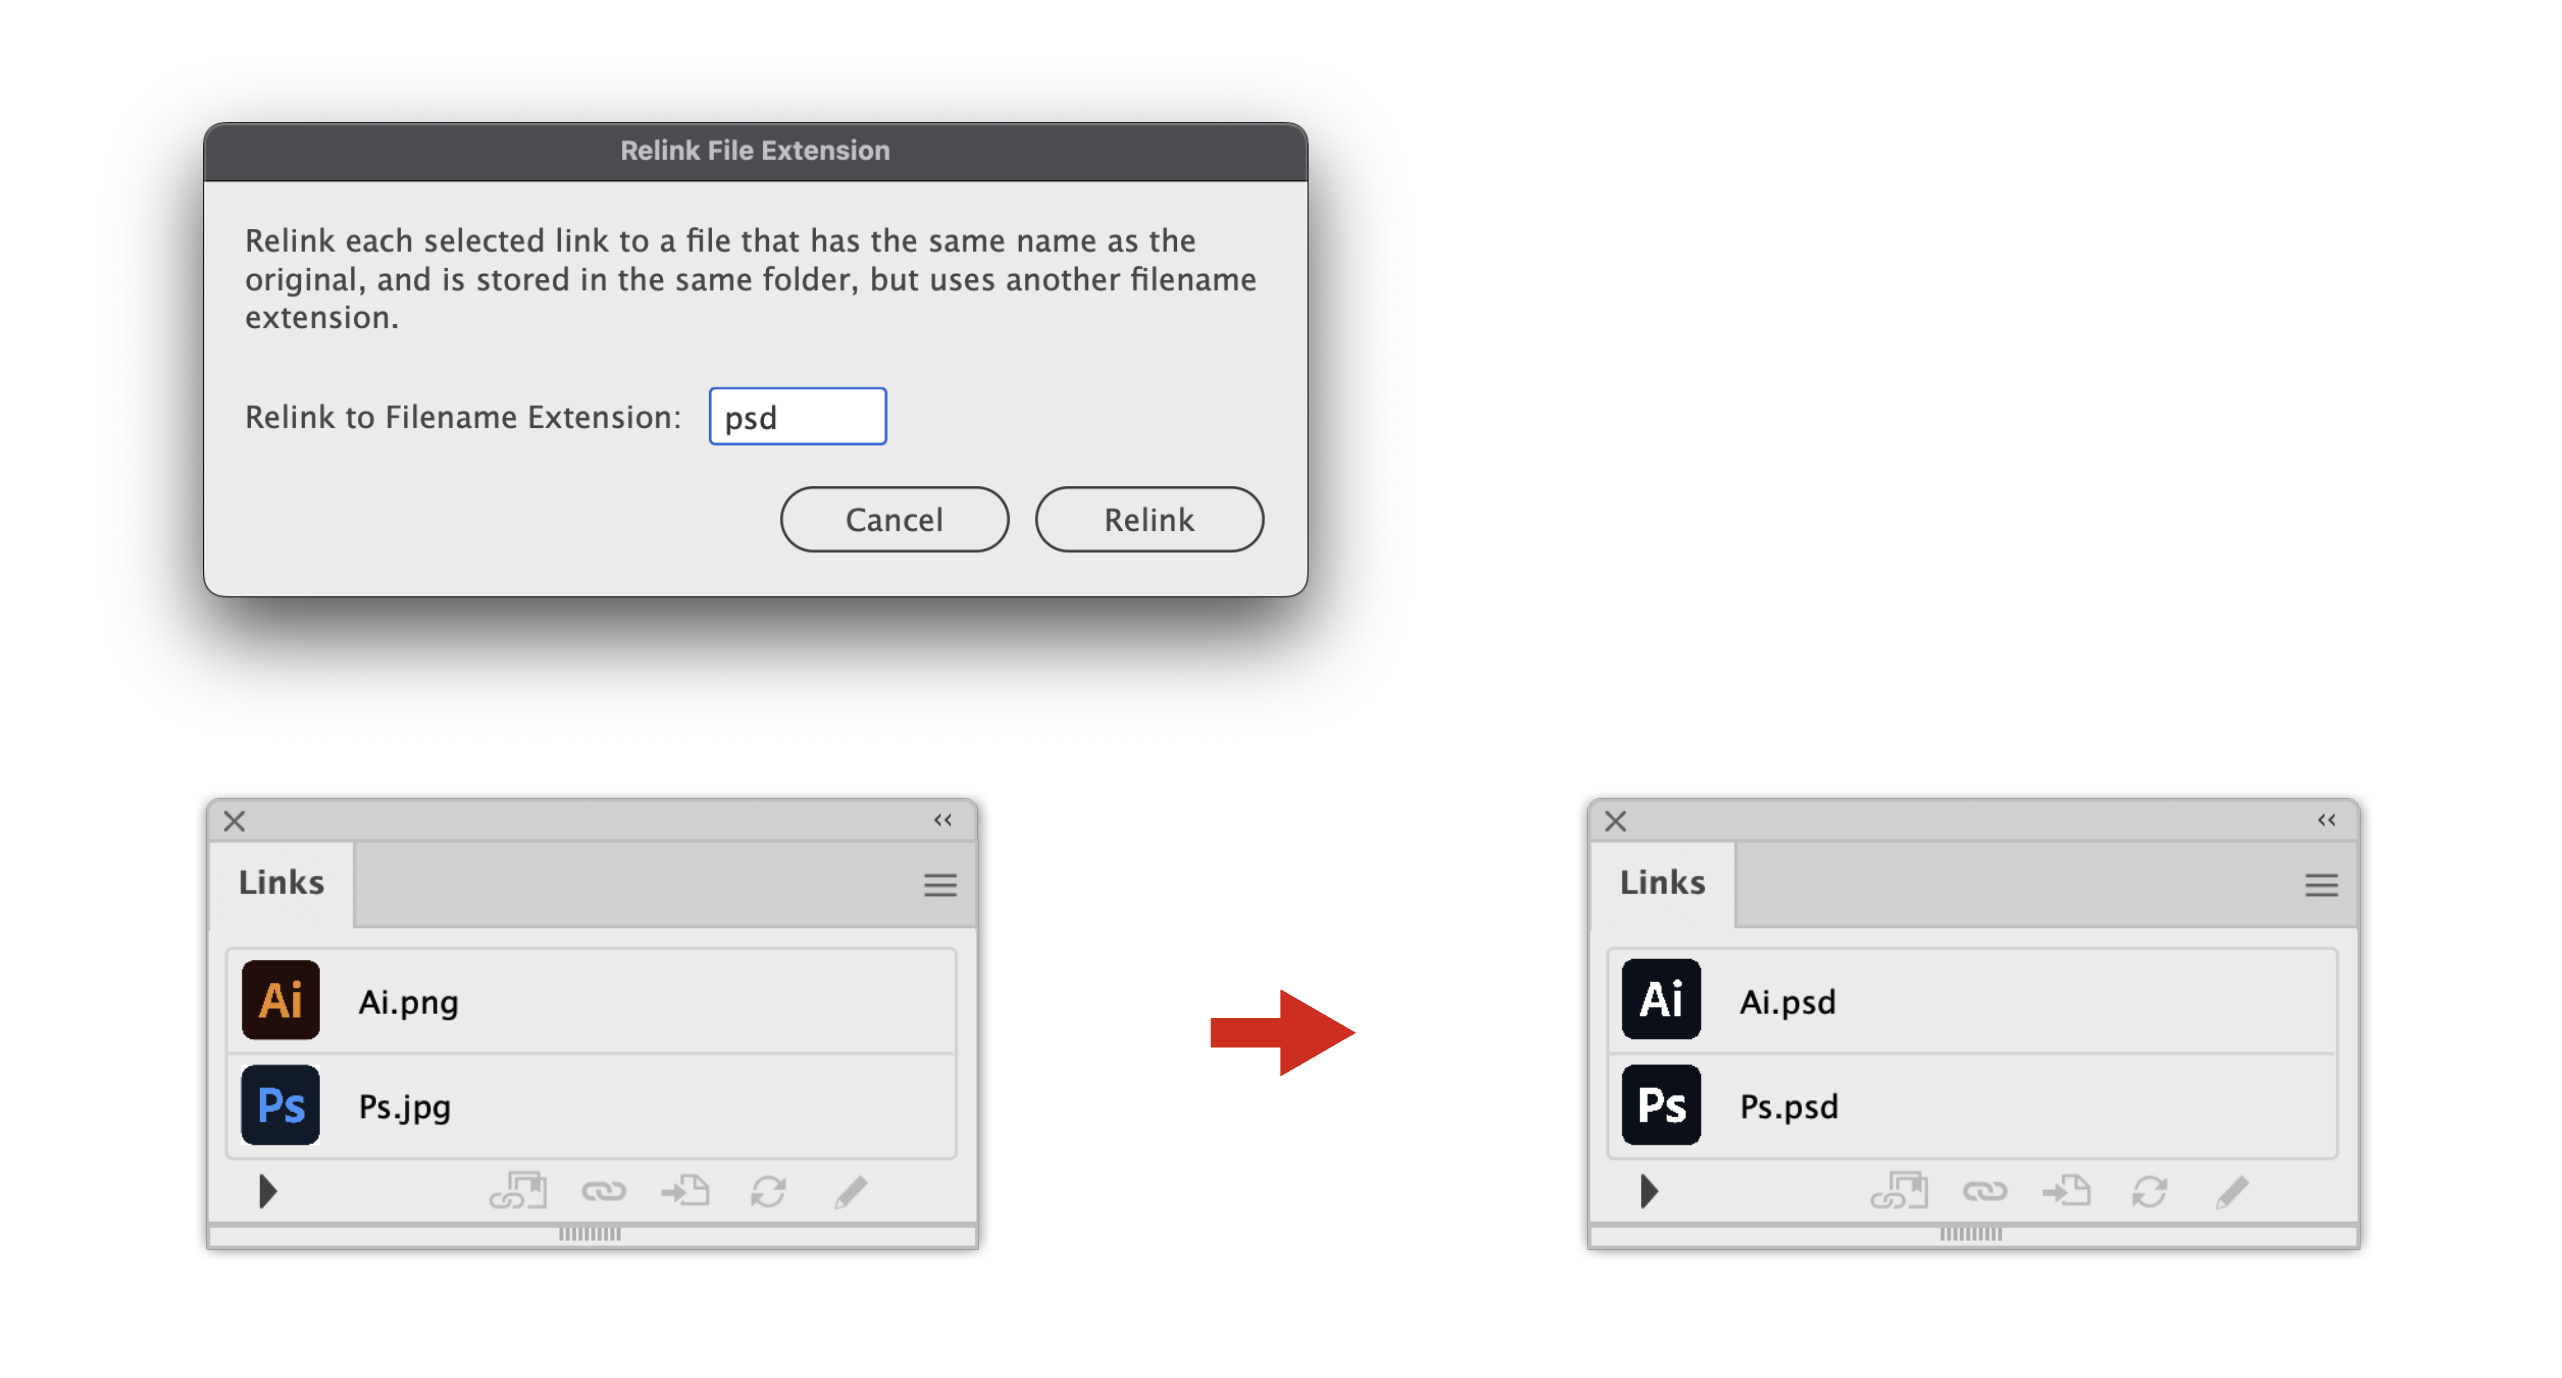 Relink File Extension
Relink each selected link to a file that has the same name as the
original, and is stored in the same folder, but uses another filename
extension.
Relink to Filename Extension: psd
Cancel Relink
Links
Ai Ai.png
Ps Ps.jpg
Links
Ai Ai.psd
Ps Ps.psd